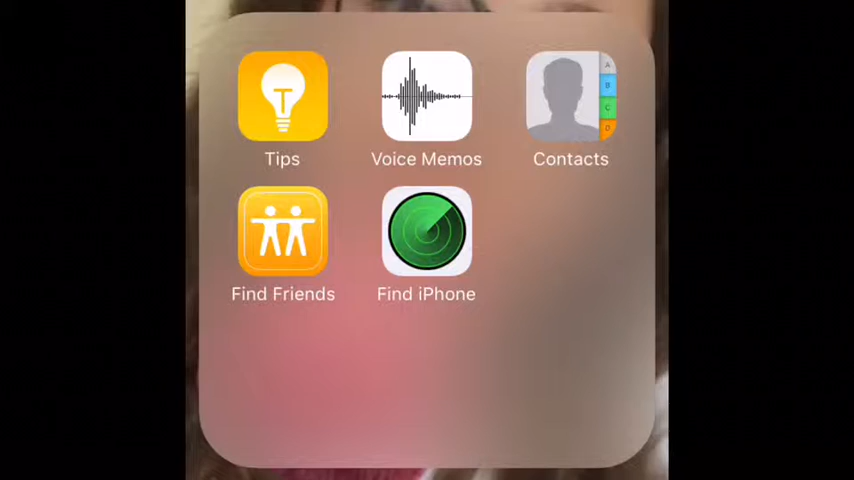 Tips
Voice Memos
Contacts
A
B
C
D
Find Friends
Find iPhone